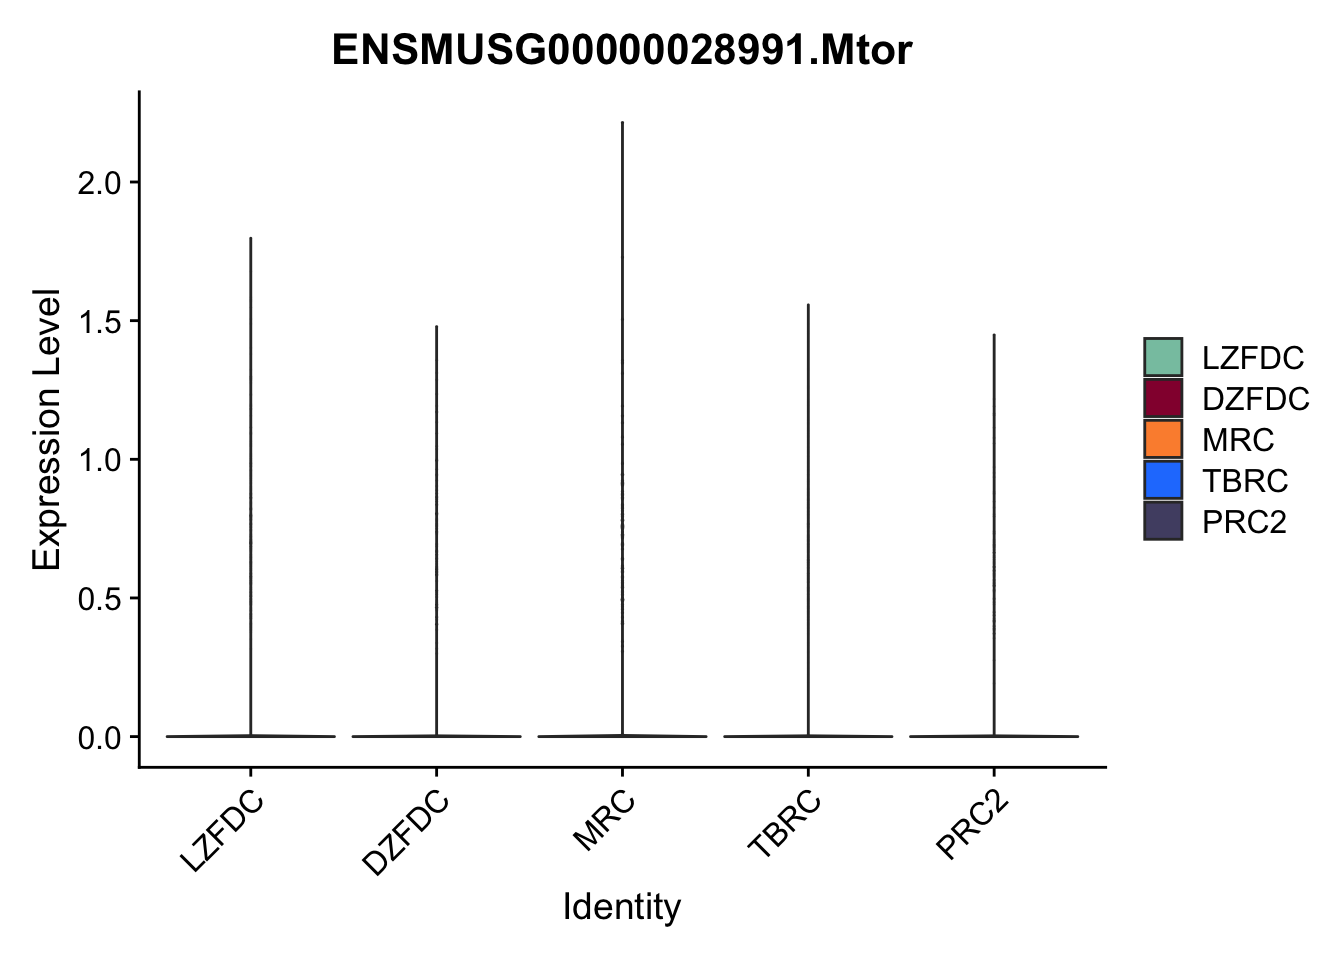 ENSMUSG00000028991.Mtor
Expression Level
2.0
1.5
1.0
0.5
0.0
LZFDC
DZFDC
MRC
TBRC
PRC2
Identity
LZFDC
DZFDC
MRC
TBRC
PRC2